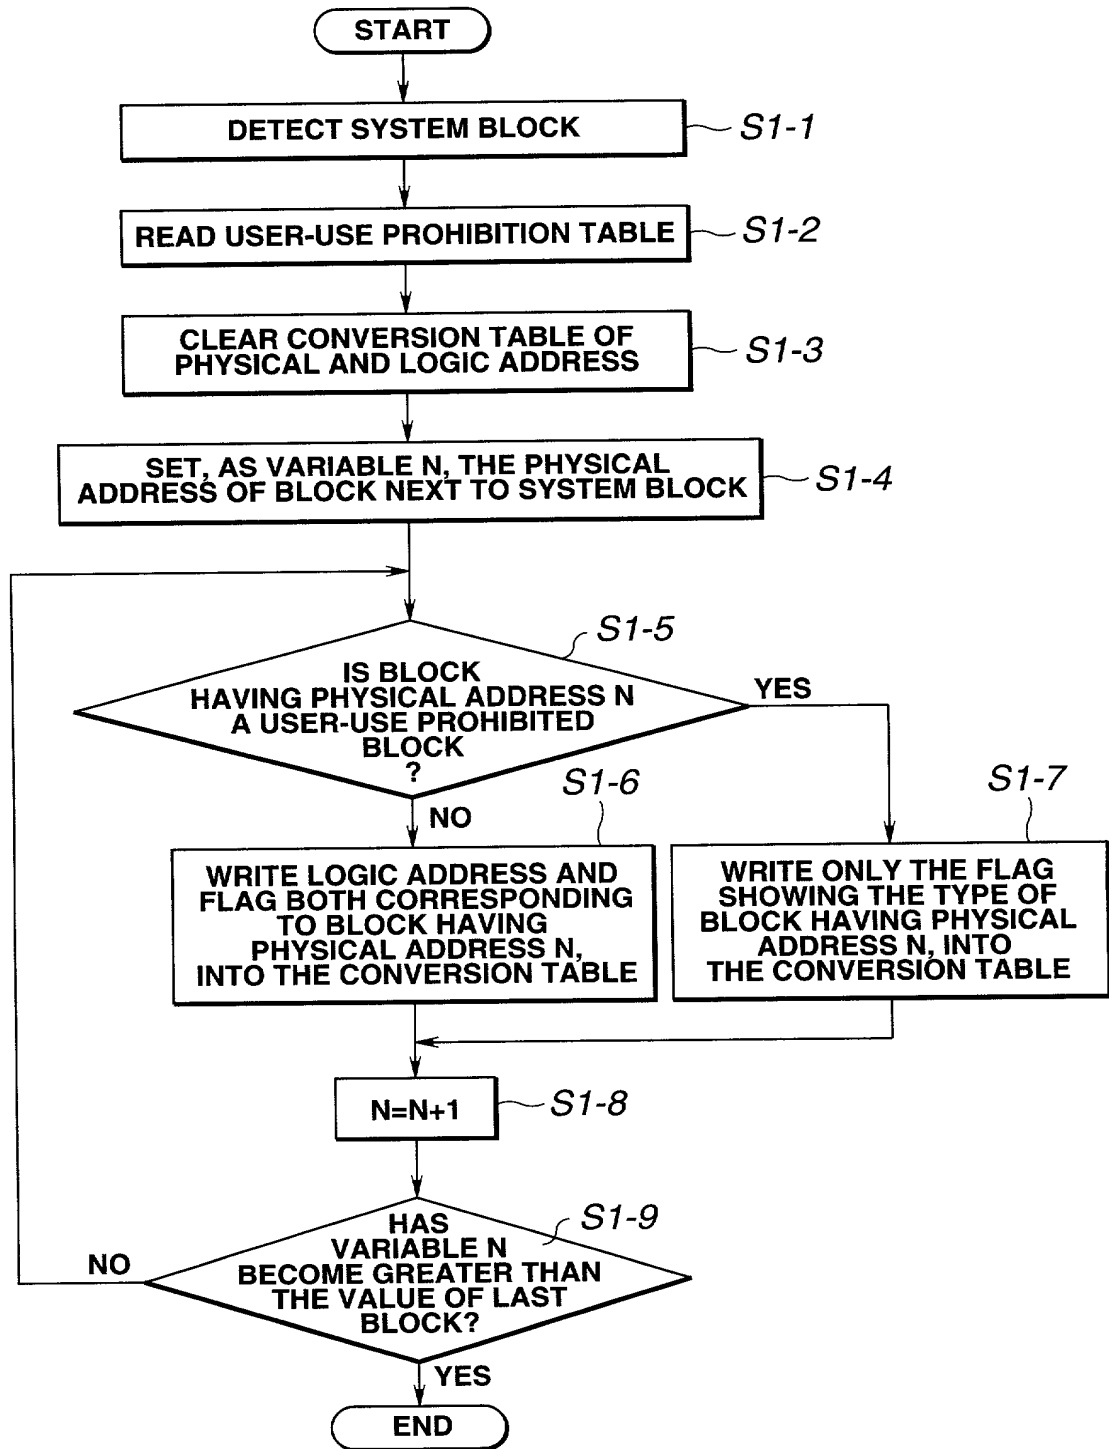 START
DETECT SYSTEM BLOCK
S1-1
READ USER-USE PROHIBITION TABLE
S1-2
CLEAR CONVERSION TABLE OF
PHYSICAL AND LOGIC ADDRESS
S1-3
SET, AS VARIABLE N, THE PHYSICAL
ADDRESS OF BLOCK NEXT TO SYSTEM BLOCK
S1-4
S1-5
IS BLOCK
HAVING PHYSICAL ADDRESS N
A USER-USE PROHIBITED
BLOCK
?
YES
NO
S1-6
WRITE LOGIC ADDRESS AND
FLAG BOTH CORRESPONDING
TO BLOCK HAVING
PHYSICAL ADDRESS N,
INTO THE CONVERSION TABLE
S1-7
WRITE ONLY THE FLAG
SHOWING THE TYPE OF
BLOCK HAVING PHYSICAL
ADDRESS N, INTO
THE CONVERSION TABLE
N=N+1
S1-8
S1-9
HAS
VARIABLE N
BECOME GREATER THAN
THE VALUE OF LAST
BLOCK?
NO
YES
END